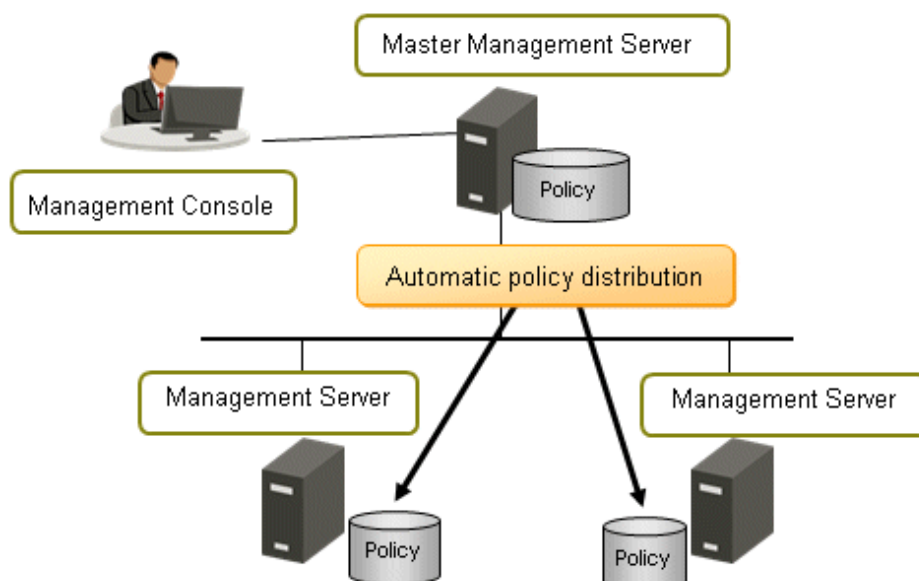 Master Management Server
Management Console
Policy
Automatic policy distribution
Management Server
Management Server
Policy
Policy